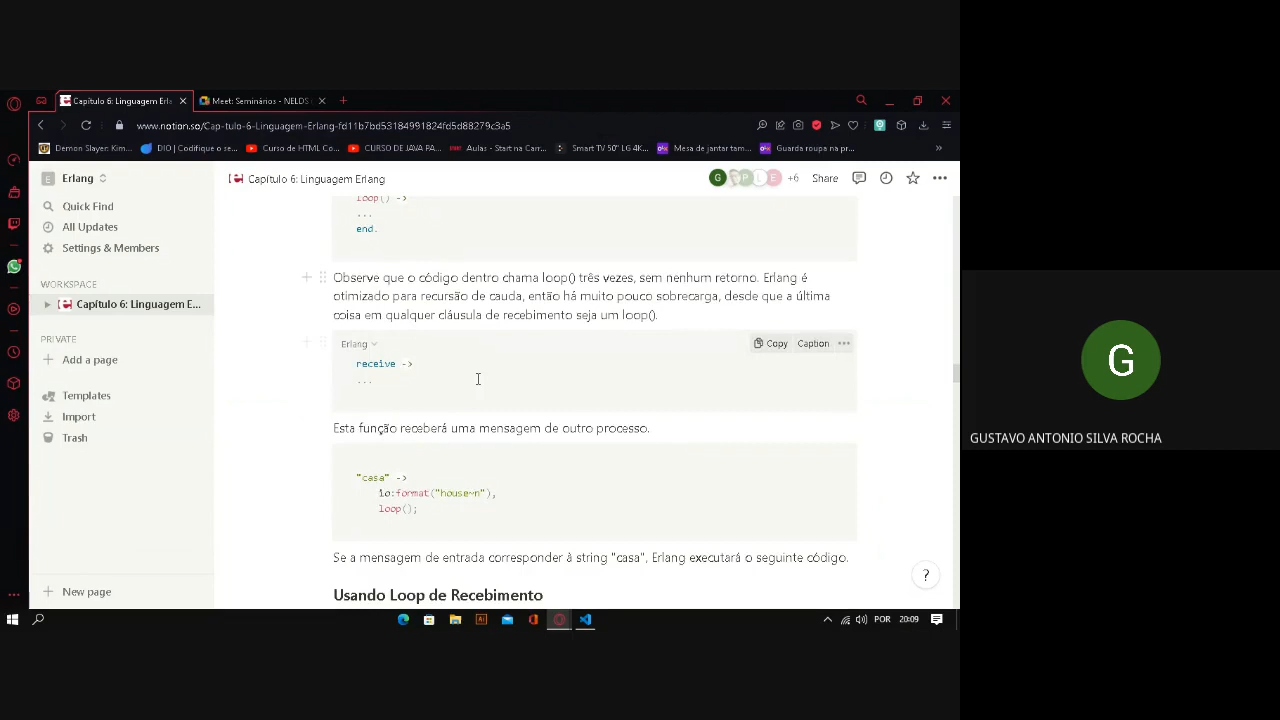 Capítulo 6: Linguagem Erla
Meet: Seminários - NELDS
www.notion.so/Cap-tulo-6-Linguagem-Erlang-fd11b7bd53184991824fd5d88279c3a5
Demon Slayer: Kim... DIO | Codifique o se... Curso de HTML Co... CURSO DE JAVA PA... Aulas - Start na Carr... Smart TV 50" LG 4K... Mesa de jantar tam... Guarda roupa na pr... »
E Erlang
Capítulo 6: Linguagem Erlang
G P L E +6 Share
Quick Find
All Updates
Settings & Members
WORKSPACE
Capítulo 6: Linguagem E...
PRIVATE
Add a page
Templates
Import
Trash
New page
loop() ->
...
end.
Observe que o código dentro chama loop() três vezes, sem nenhum retorno. Erlang é
otimizado para recursão de cauda, então há muito pouco sobrecarga, desde que a última
coisa em qualquer cláusula de recebimento seja um loop().
Erlang
Copy Caption •••
receive ->
...
Esta função receberá uma mensagem de outro processo.
"casa" ->
io:format("house~n"),
loop();
Se a mensagem de entrada corresponder à string "casa", Erlang executará o seguinte código.
Usando Loop de Recebimento
?
POR 20:09
G
GUSTAVO ANTONIO SILVA ROCHA